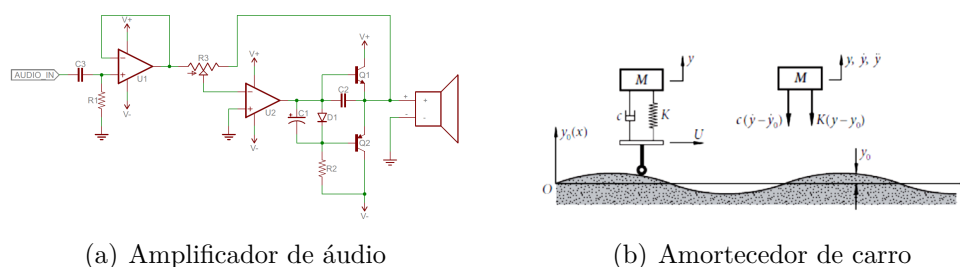 V+
AUDIO_IN
C3
R1
U1
V-
R3
V+
U2
V-
C1
D1
R2
C2
V+
Q1
Q2
V-
+
-
+
-
(a) Amplificador de áudio
y
M
c
K
U
y₀(x)
O
y, ẏ, ÿ
M
c(ẏ−ẏ₀)
K(y−y₀)
y₀
(b) Amortecedor de carro